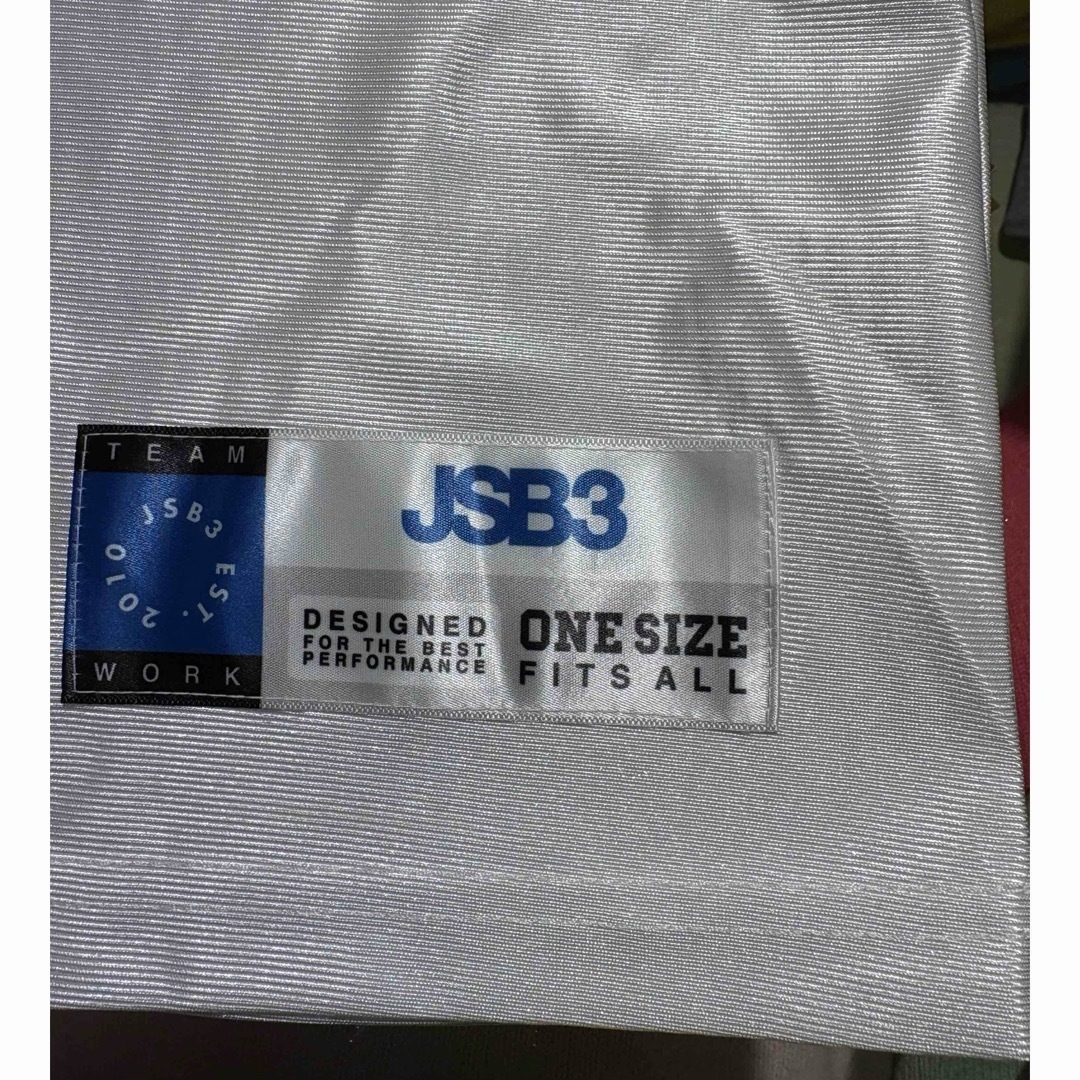 TEAM
JSB3 EST. 2010
WORK
JSB3
DESIGNED
FOR THE BEST
PERFORMANCE
ONE SIZE
FITS ALL